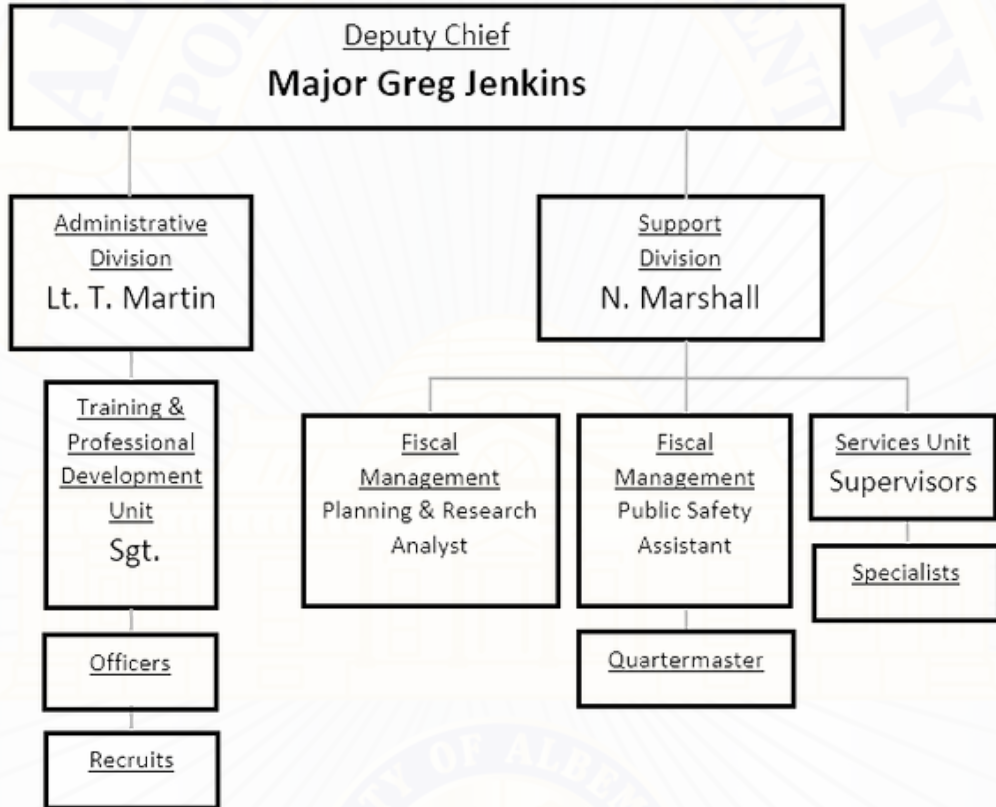 Deputy Chief
Major Greg Jenkins
Administrative
Division
Lt. T. Martin
Support
Division
N. Marshall
Training &
Professional
Development
Unit
Sgt.
Fiscal
Management
Planning & Research
Analyst
Fiscal
Management
Public Safety
Assistant
Services Unit
Supervisors
Specialists
Officers
Quartermaster
Recruits